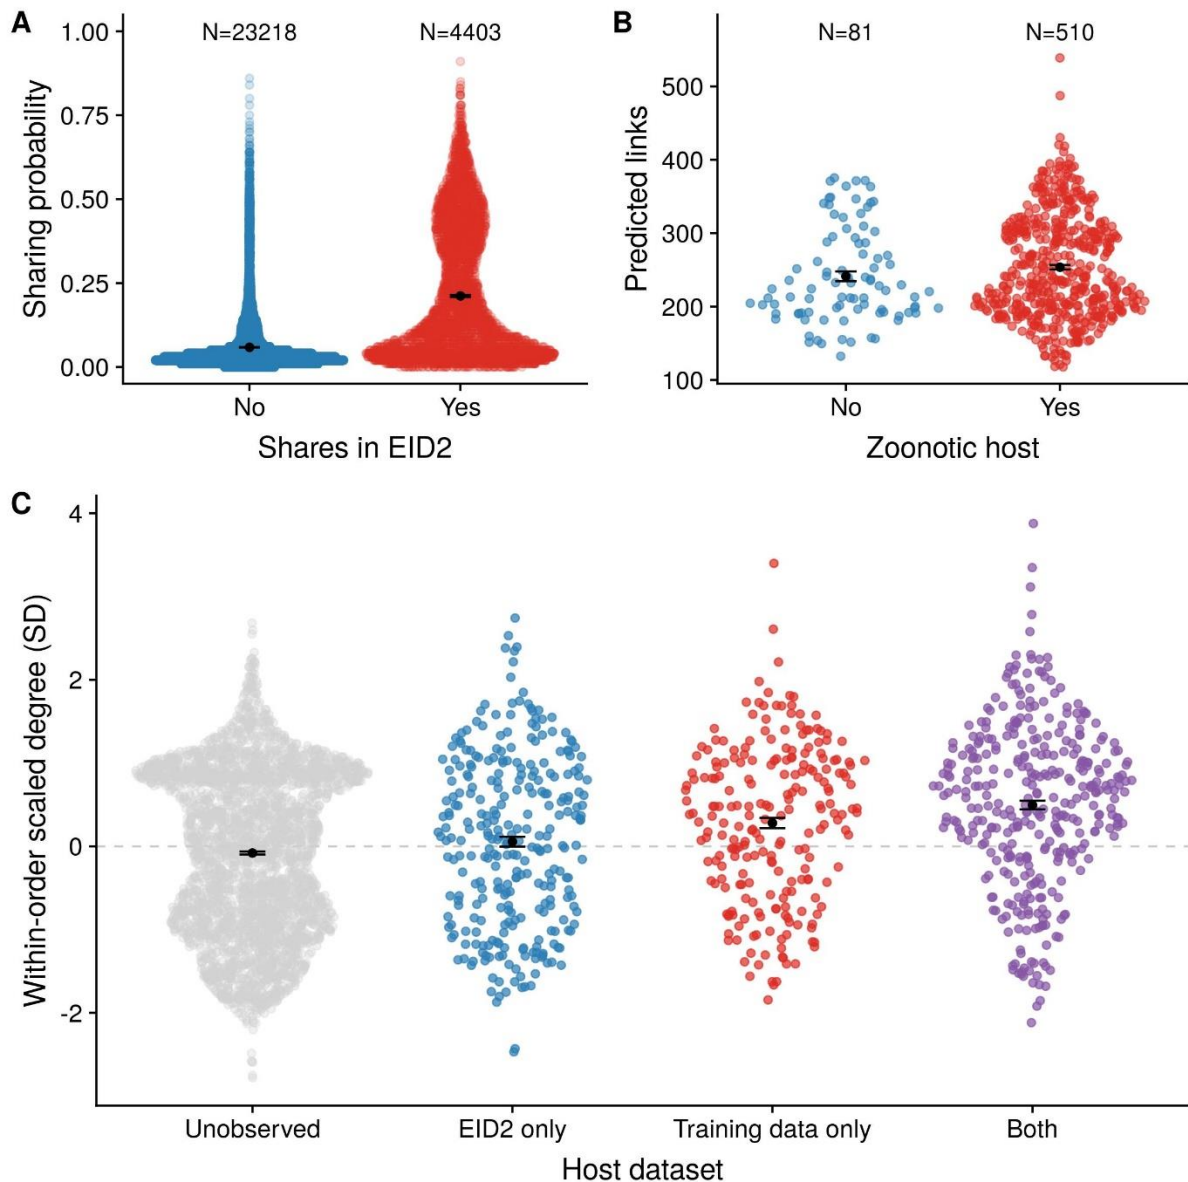 A
N=23218
N=4403
1.00
0.75
0.50
0.25
0.00
Sharing probability
No
Yes
Shares in EID2
B
N=81
N=510
500
400
300
200
100
Predicted links
No
Yes
Zoonotic host
C
4
2
0
-2
Within-order scaled degree (SD)
Unobserved
EID2 only
Training data only
Both
Host dataset